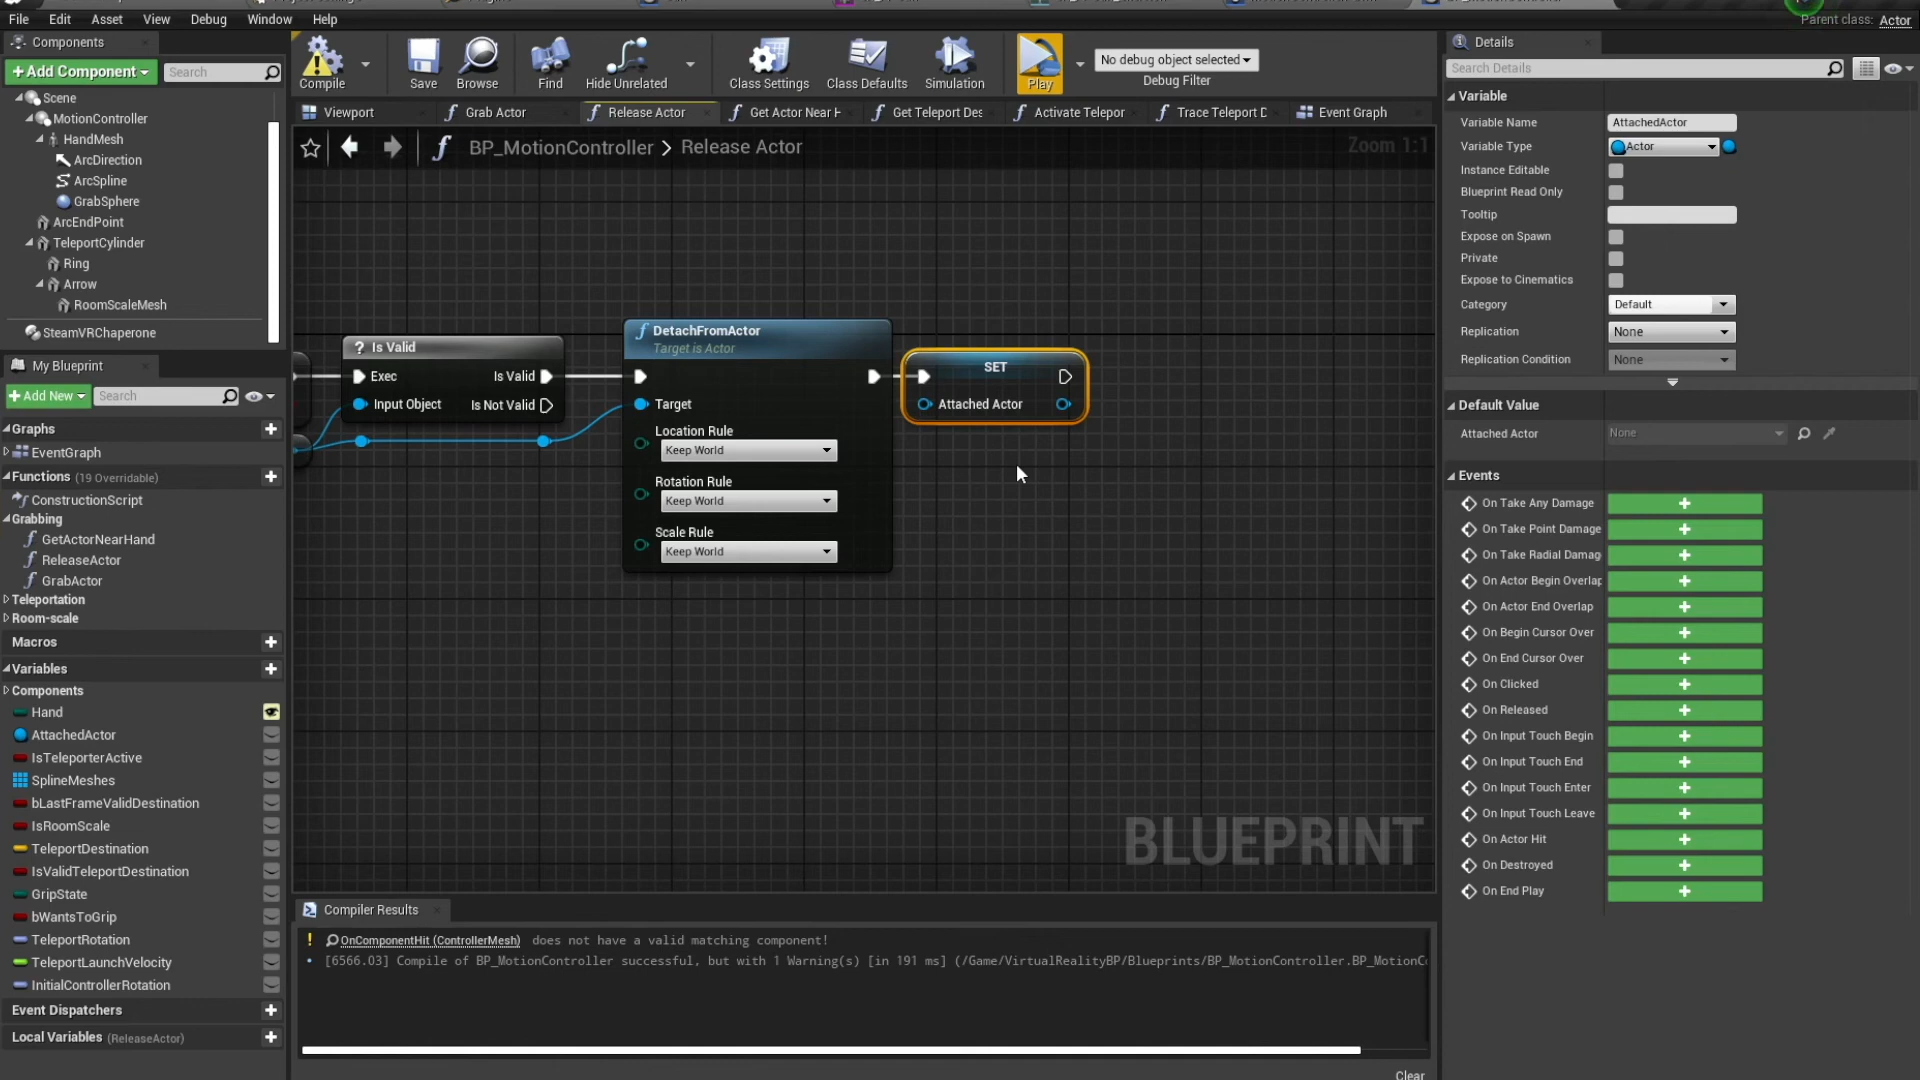 File Edit Asset View Debug Window Help
Parent class: Actor
Components
+Add Component
Search
Scene
MotionController
HandMesh
ArcDirection
ArcSpline
GrabSphere
ArcEndPoint
TeleportCylinder
Ring
Arrow
RoomScaleMesh
SteamVRChaperone
My Blueprint
+Add New
Search
Graphs
EventGraph
Functions (19 Overridable)
ConstructionScript
Grabbing
GetActorNearHand
ReleaseActor
GrabActor
Teleportation
Room-scale
Macros
Variables
Components
Hand
AttachedActor
IsTeleporterActive
SplineMeshes
bLastFrameValidDestination
IsRoomScale
TeleportDestination
IsValidTeleportDestination
GripState
bWantsToGrip
TeleportRotation
TeleportLaunchVelocity
InitialControllerRotation
Event Dispatchers
Local Variables (ReleaseActor)
Compile
Save
Browse
Find
Hide Unrelated
Class Settings
Class Defaults
Simulation
Play
No debug object selected
Debug Filter
Viewport
Grab Actor
Release Actor
Get Actor Near H
Get Teleport Des
Activate Telepor
Trace Teleport D
Event Graph
BP_MotionController > Release Actor
Zoom 1:1
? Is Valid
Exec Is Valid
Input Object Is Not Valid
DetachFromActor
Target is Actor
Target
Location Rule
Keep World
Rotation Rule
Keep World
Scale Rule
Keep World
SET
Attached Actor
BLUEPRINT
Compiler Results
! OnComponentHit (ControllerMesh) does not have a valid matching component!
• [6566.03] Compile of BP_MotionController successful, but with 1 Warning(s) [in 191 ms] (/Game/VirtualRealityBP/Blueprints/BP_MotionController.BP_MotionCo
Clear
Details
Search Details
Variable
Variable Name AttachedActor
Variable Type Actor
Instance Editable
Blueprint Read Only
Tooltip
Expose on Spawn
Private
Expose to Cinematics
Category Default
Replication None
Replication Condition None
Default Value
Attached Actor None
Events
On Take Any Damage
On Take Point Damage
On Take Radial Damag
On Actor Begin Overlap
On Actor End Overlap
On Begin Cursor Over
On End Cursor Over
On Clicked
On Released
On Input Touch Begin
On Input Touch End
On Input Touch Enter
On Input Touch Leave
On Actor Hit
On Destroyed
On End Play